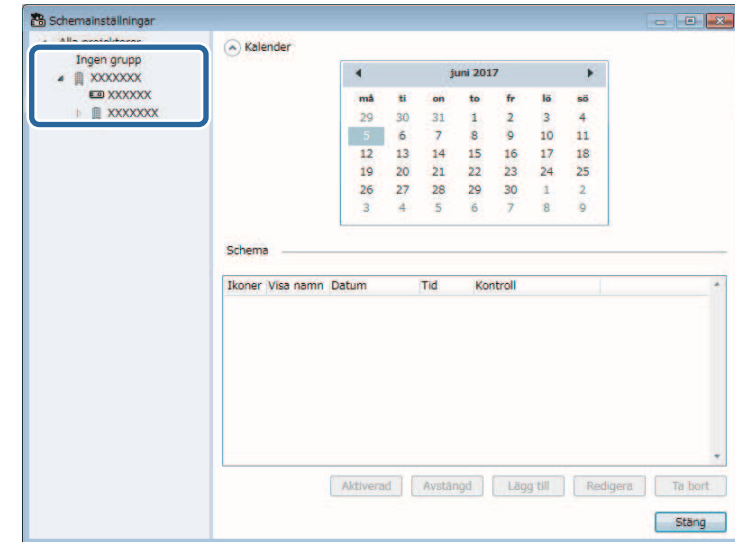 Schemainställningar
Alla projektorer
Ingen grupp
XXXXXXX
XXXXXX
XXXXXXX
Kalender
juni 2017
må ti on to fr lö sö
29 30 31 1 2 3 4
5 6 7 8 9 10 11
12 13 14 15 16 17 18
19 20 21 22 23 24 25
26 27 28 29 30 1 2
3 4 5 6 7 8 9
Schema
Ikoner Visa namn Datum Tid Kontroll
Aktiverad Avstängd Lägg till Redigera Ta bort
Stäng